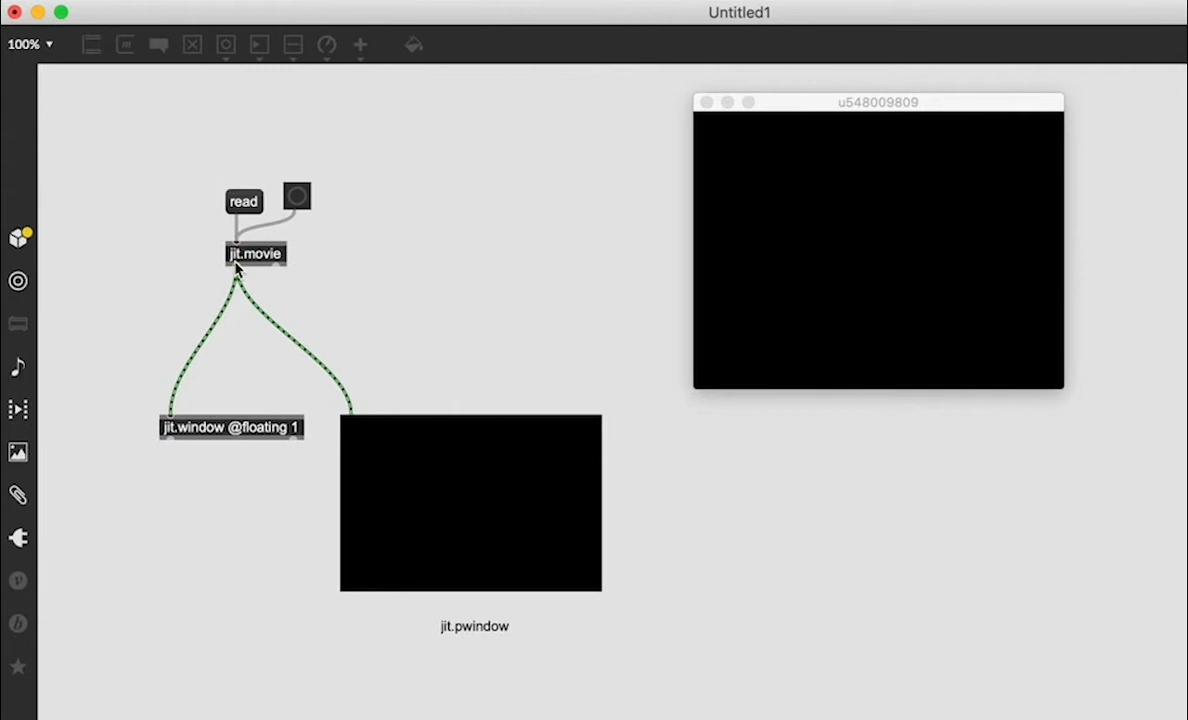 Untitled1
100%
u548009809
read
jit.movie
jit.window @floating 1
jit.pwindow